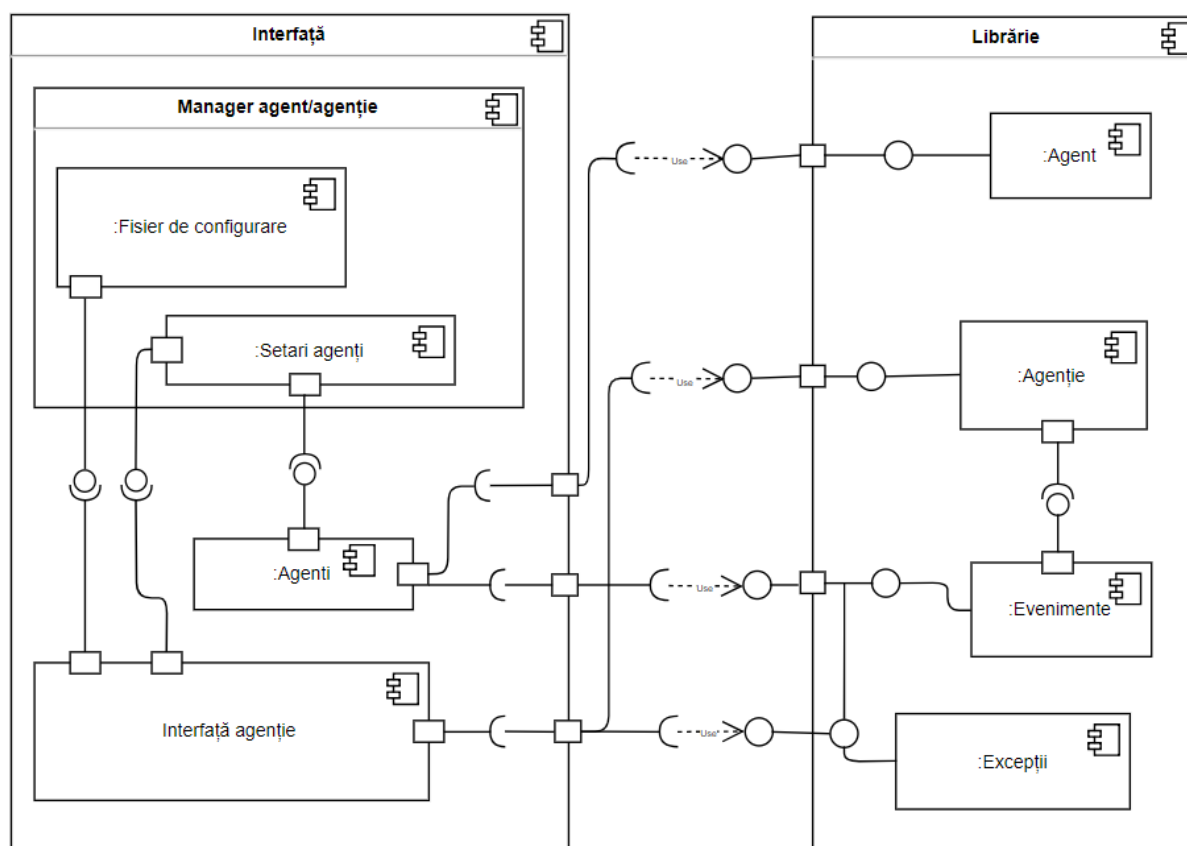 Interfață
Librărie
Manager agent/agenție
:Agent
Use
:Fisier de configurare
:Setari agenți
:Agenție
Use
:Agenti
:Evenimente
Use
Interfață agenție
Use
:Excepții